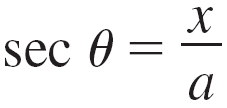 sec θ = x/a